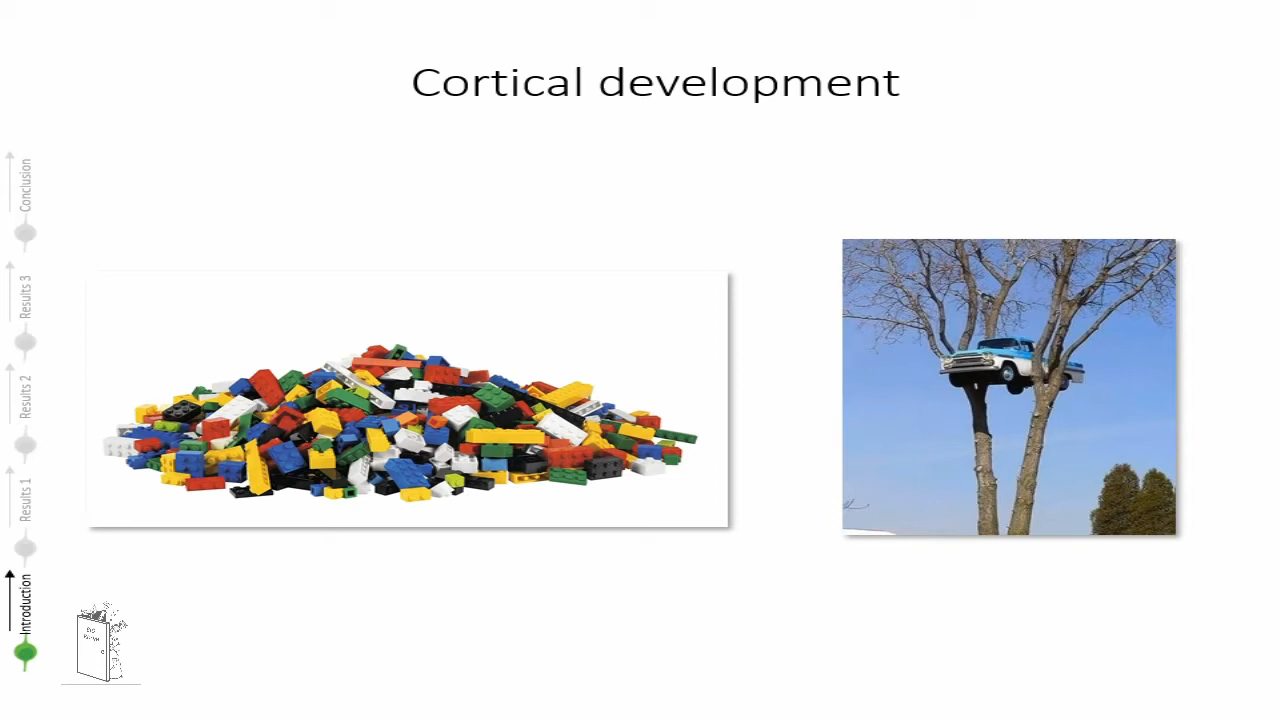 Cortical development
Conclusion
Results 3
Results 2
Results 1
Introduction